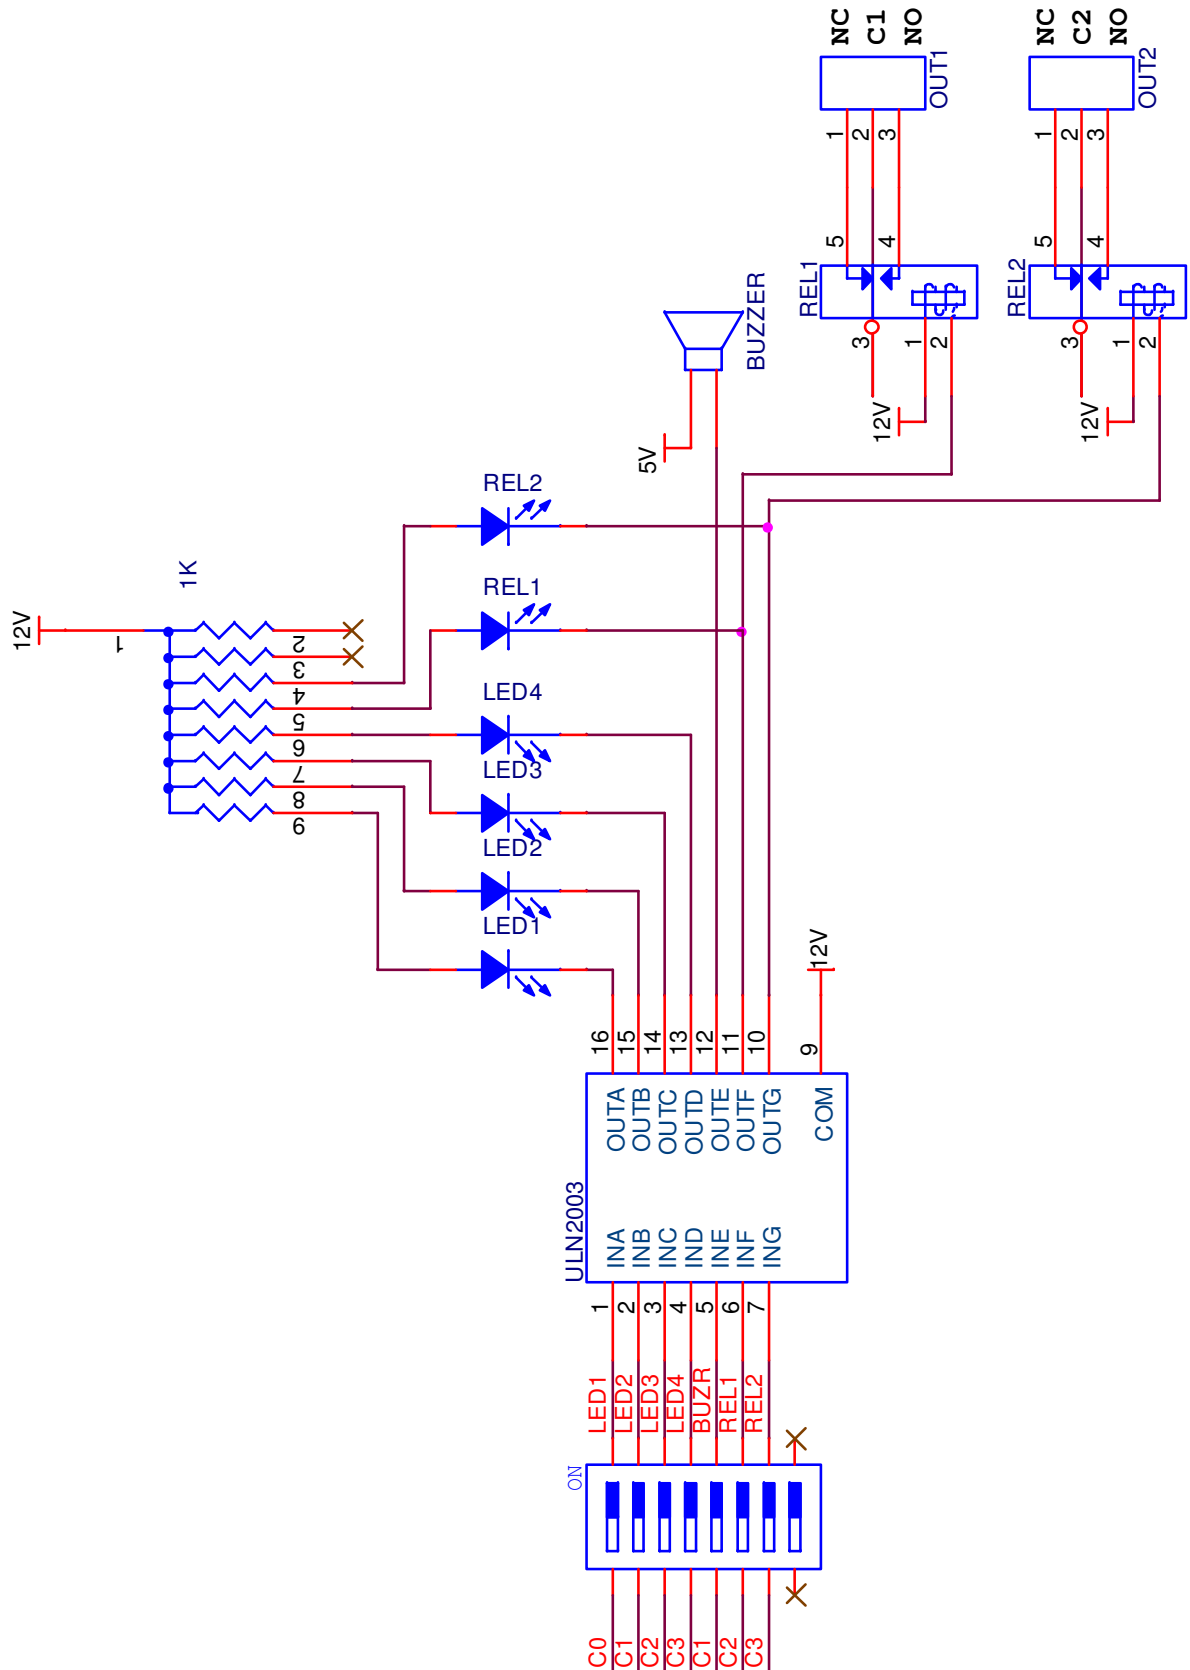 NC
C1
NO
OUT1
1
2
3
5
4
REL1
3
1
2
12V
NC
C2
NO
OUT2
1
2
3
5
4
REL2
3
1
2
12V
BUZZER
5V
12V
1K
1
2
3
4
5
6
7
8
9
REL2
REL1
LED4
LED3
LED2
LED1
12V
16
15
14
13
12
11
10
9
ULN2003
OUTA
OUTB
OUTC
OUTD
OUTE
OUTF
OUTG
COM
INA
INB
INC
IND
INE
INF
ING
1
2
3
4
5
6
7
LED1
LED2
LED3
LED4
BUZR
REL1
REL2
ON
C0
C1
C2
C3
C1
C2
C3